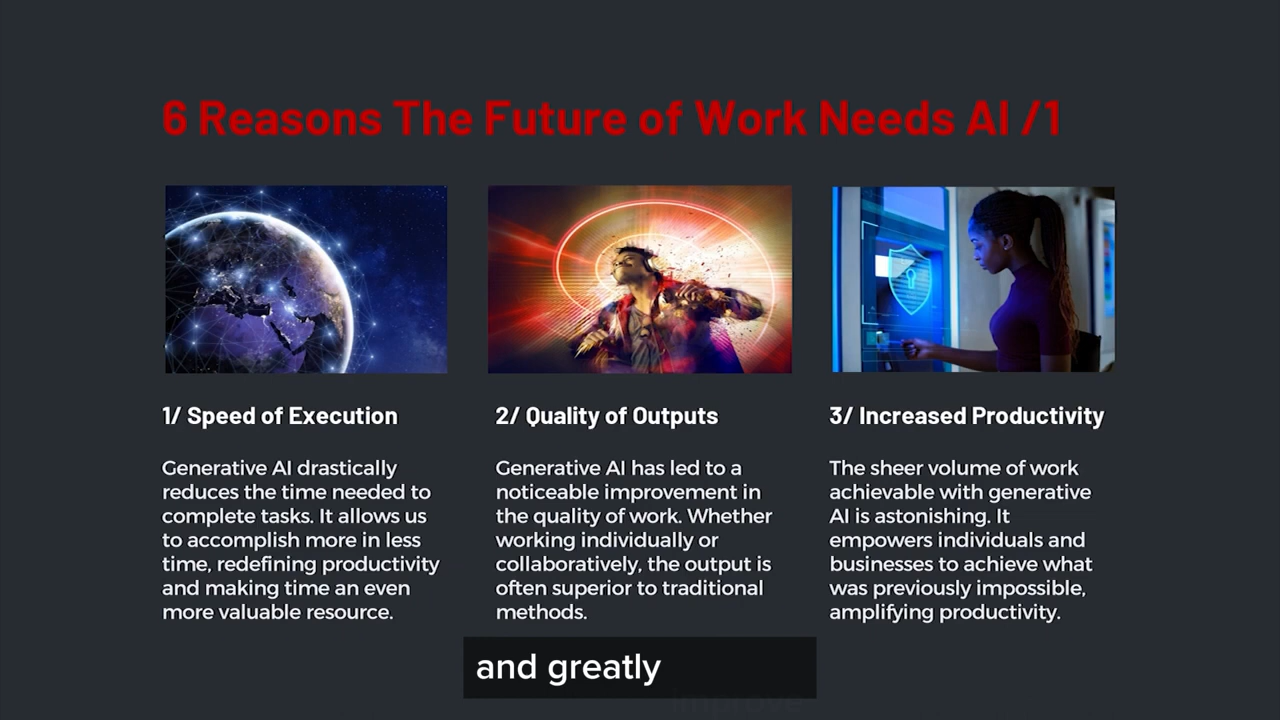 6 Reasons The Future of Work Needs AI /1
1/ Speed of Execution
Generative AI drastically
reduces the time needed to
complete tasks. It allows us
to accomplish more in less
time, redefining productivity
and making time an even
more valuable resource.
2/ Quality of Outputs
Generative AI has led to a
noticeable improvement in
the quality of work. Whether
working individually or
collaboratively, the output is
often superior to traditional
methods.
3/ Increased Productivity
The sheer volume of work
achievable with generative
AI is astonishing. It
empowers individuals and
businesses to achieve what
was previously impossible,
amplifying productivity.
and greatly
improve